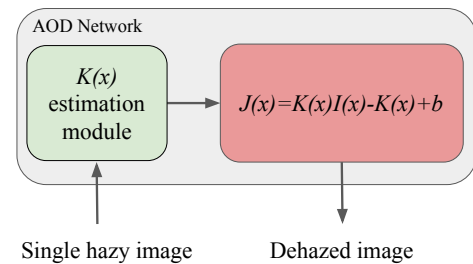 AOD Network
K(x)
estimation
module
J(x)=K(x)I(x)-K(x)+b
Single hazy image
Dehazed image